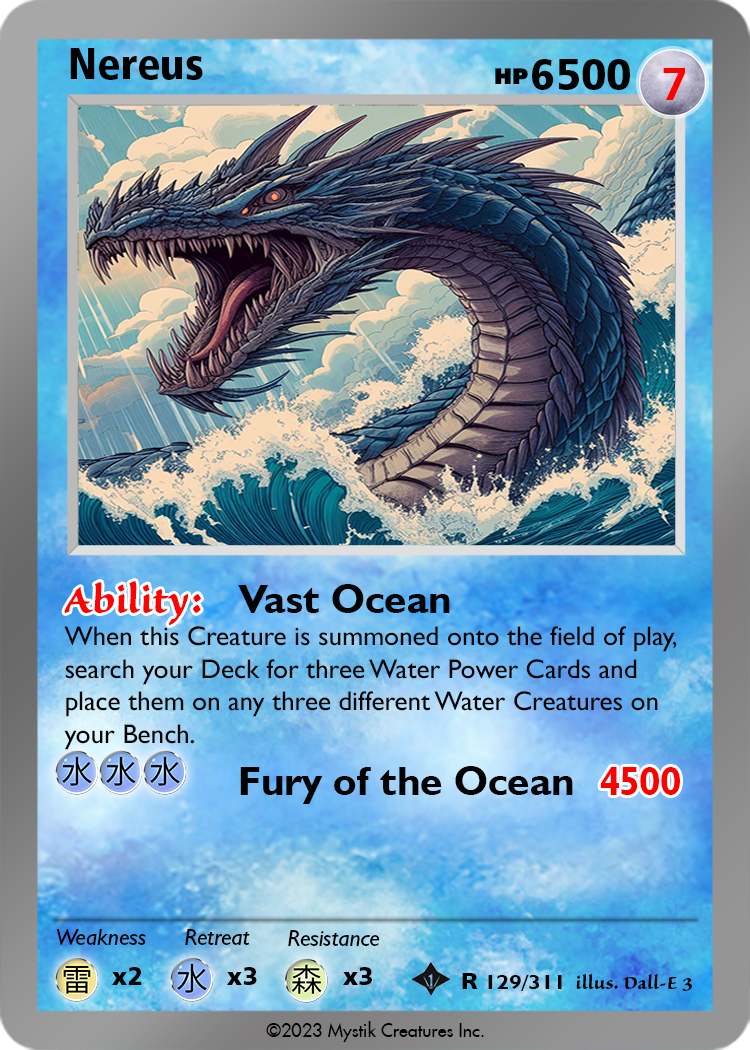 Nereus
HP6500 7
Ability: Vast Ocean
When this Creature is summoned onto the field of play,
search your Deck for three Water Power Cards and
place them on any three different Water Creatures on
your Bench.
水 水 水 Fury of the Ocean 4500
Weakness Retreat Resistance
雷 x2 水 x3 森 x3 1 R 129/311 illus. Dall-E 3
©2023 Mystik Creatures Inc.